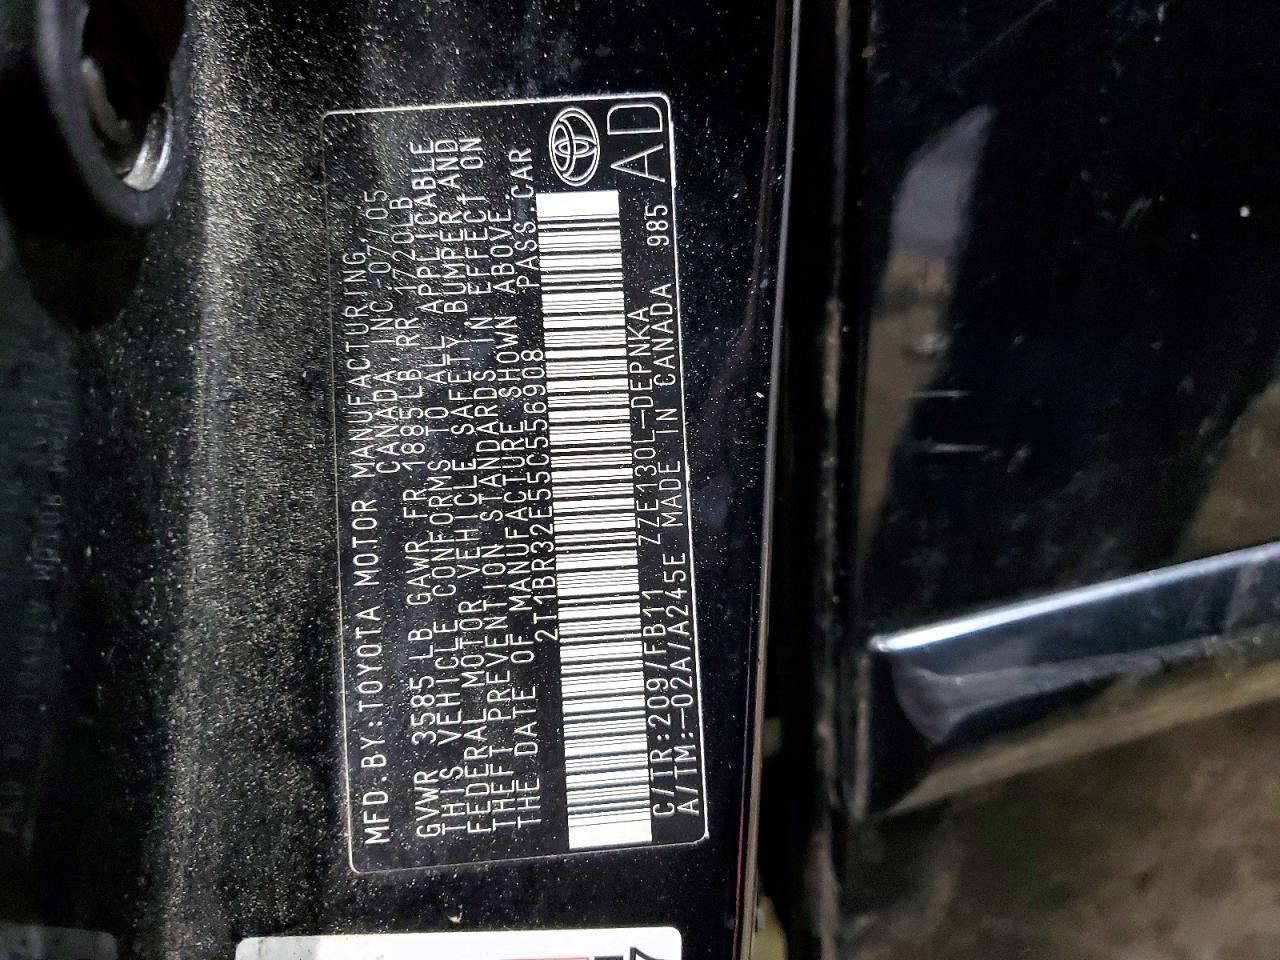 MFD.BY:TOYOTA MOTOR MANUFACTURING,
CANADA, INC.-07/05
GVWR 3585LB GAWR FR 1885LB RR 1720LB
THIS VEHICLE CONFORMS TO ALL APPLICABLE
FEDERAL MOTOR VEHICLE SAFETY, BUMPER, AND
THEFT PREVENTION STANDARDS IN EFFECT ON
THE DATE OF MANUFACTURE SHOWN ABOVE.
2T1BR32E55C556908 PASS. CAR
C/TR:209/FB11 ZZE130L-DEPNKA
A/TM:-02A/A245E MADE IN CANADA 985
AD
7